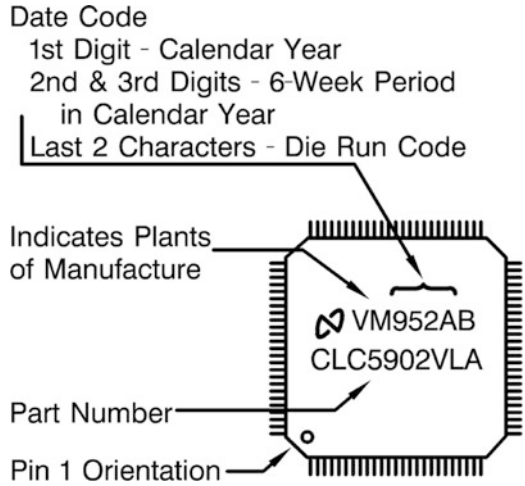 Date Code
1st Digit - Calendar Year
2nd & 3rd Digits - 6-Week Period
in Calendar Year
Last 2 Characters - Die Run Code
Indicates Plants
of Manufacture
VM952AB
CLC5902VLA
Part Number
Pin 1 Orientation